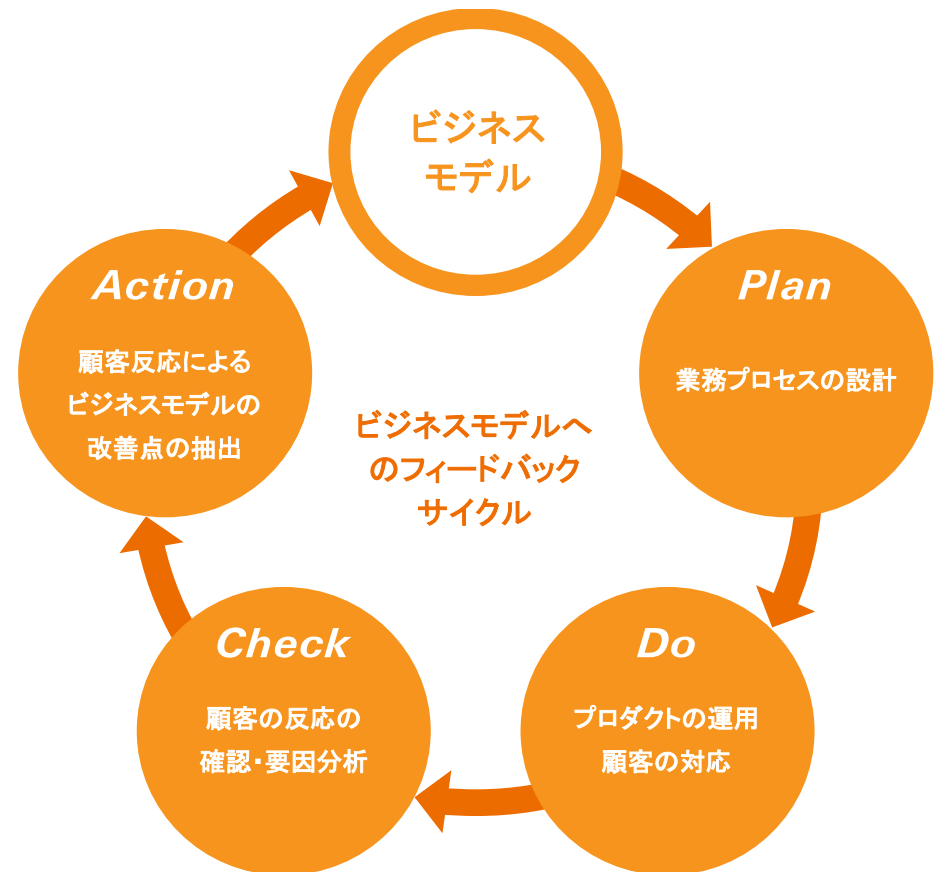 ビジネス
モデル
Plan
業務プロセスの設計
Do
プロダクトの運用
顧客の対応
Check
顧客の反応の
確認・要因分析
Action
顧客反応による
ビジネスモデルの
改善点の抽出
ビジネスモデルへ
のフィードバック
サイクル